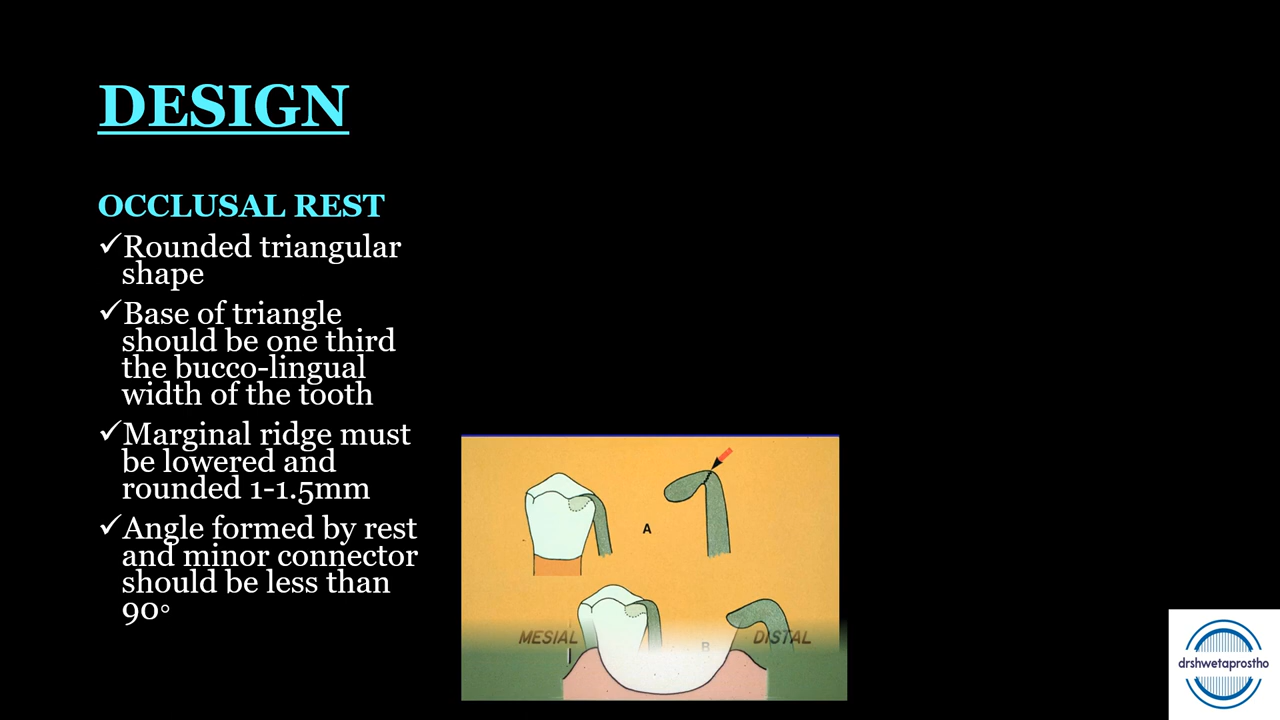 DESIGN
OCCLUSAL REST
✓Rounded triangular
shape
✓Base of triangle
should be one third
the bucco-lingual
width of the tooth
✓Marginal ridge must
be lowered and
rounded 1-1.5mm
✓Angle formed by rest
and minor connector
should be less than
90°
A
MESIAL
B
DISTAL
drshwetaprostho